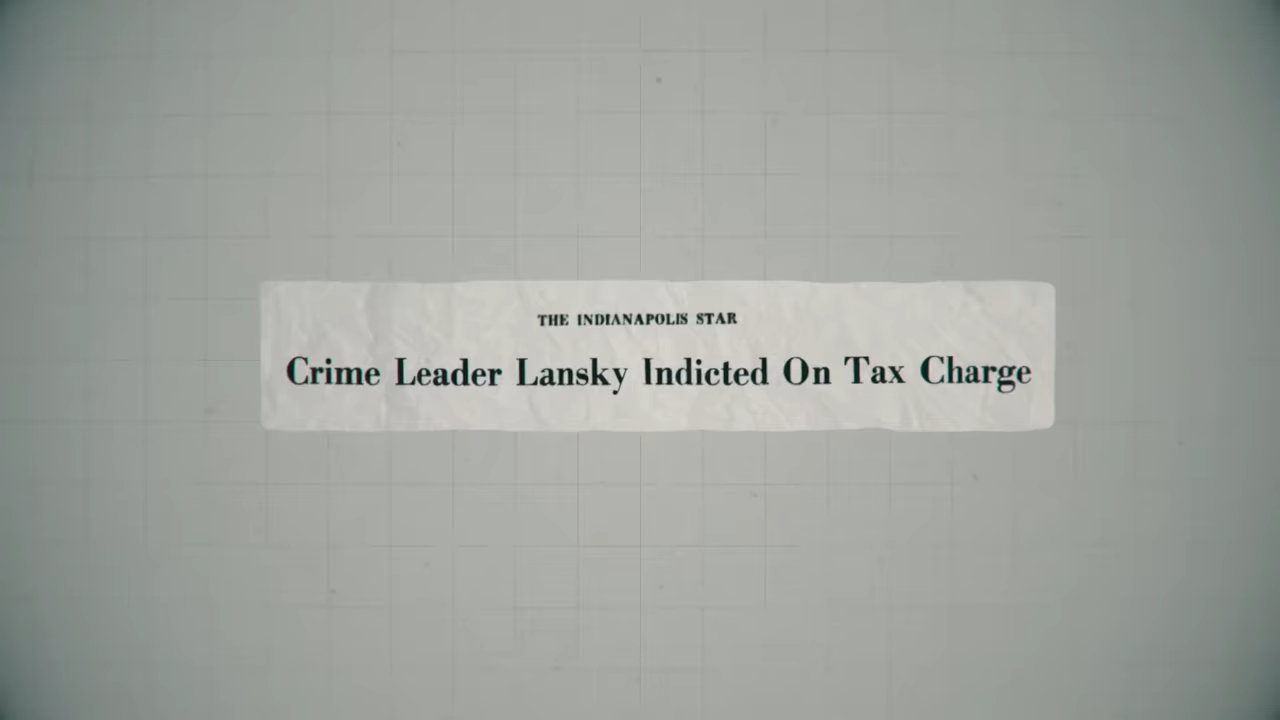 THE INDIANAPOLIS STAR
Crime Leader Lansky Indicted On Tax Charge